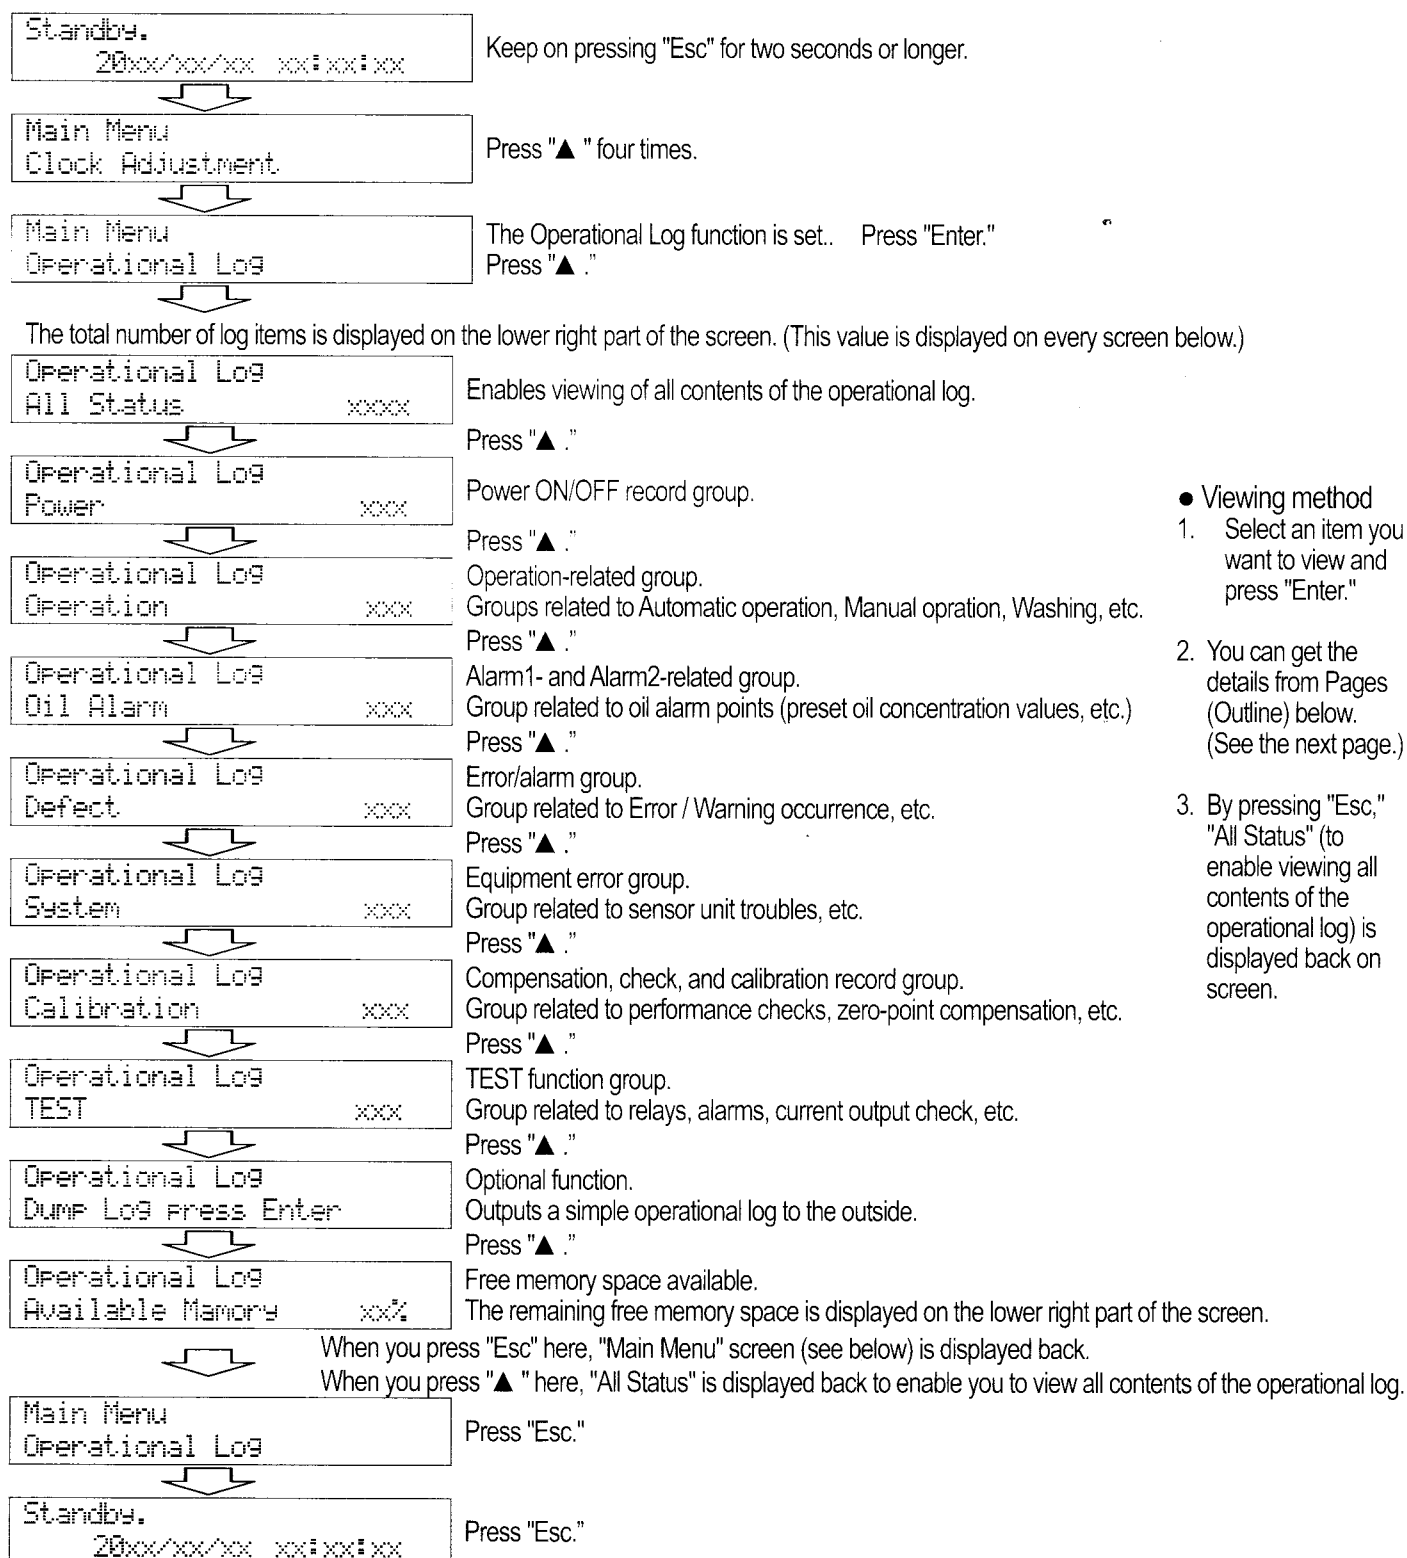 Standby.
20xx/xx/xx xx:xx:xx
Keep on pressing "Esc" for two seconds or longer.
Main Menu
Clock Adjustment
Press "▲ " four times.
Main Menu
Operational Log
The Operational Log function is set.. Press "Enter."
Press "▲ ."
The total number of log items is displayed on the lower right part of the screen. (This value is displayed on every screen below.)
Operational Log
All Status xxxx
Enables viewing of all contents of the operational log.
Press "▲ ."
Operational Log
Power xxx
Power ON/OFF record group.
Press "▲ ."
Operational Log
Operation xxx
Operation-related group.
Groups related to Automatic operation, Manual opration, Washing, etc.
Press "▲ ."
Operational Log
Oil Alarm xxx
Alarm1- and Alarm2-related group.
Group related to oil alarm points (preset oil concentration values, etc.)
Press "▲ ."
Operational Log
Defect xxx
Error/alarm group.
Group related to Error / Warning occurrence, etc.
Press "▲ ."
Operational Log
System xxx
Equipment error group.
Group related to sensor unit troubles, etc.
Press "▲ ."
Operational Log
Calibration xxx
Compensation, check, and calibration record group.
Group related to performance checks, zero-point compensation, etc.
Press "▲ ."
Operational Log
TEST xxx
TEST function group.
Group related to relays, alarms, current output check, etc.
Press "▲ ."
Operational Log
Dump Log press Enter
Optional function.
Outputs a simple operational log to the outside.
Press "▲ ."
Operational Log
Available Mamory xx%
Free memory space available.
The remaining free memory space is displayed on the lower right part of the screen.
When you press "Esc" here, "Main Menu" screen (see below) is displayed back.
When you press "▲ " here, "All Status" is displayed back to enable you to view all contents of the operational log.
Main Menu
Operational Log
Press "Esc."
Standby.
20xx/xx/xx xx:xx:xx
Press "Esc."
● Viewing method
1. Select an item you
want to view and
press "Enter."
2. You can get the
details from Pages
(Outline) below.
(See the next page.)
3. By pressing "Esc,"
"All Status" (to
enable viewing all
contents of the
operational log) is
displayed back on
screen.